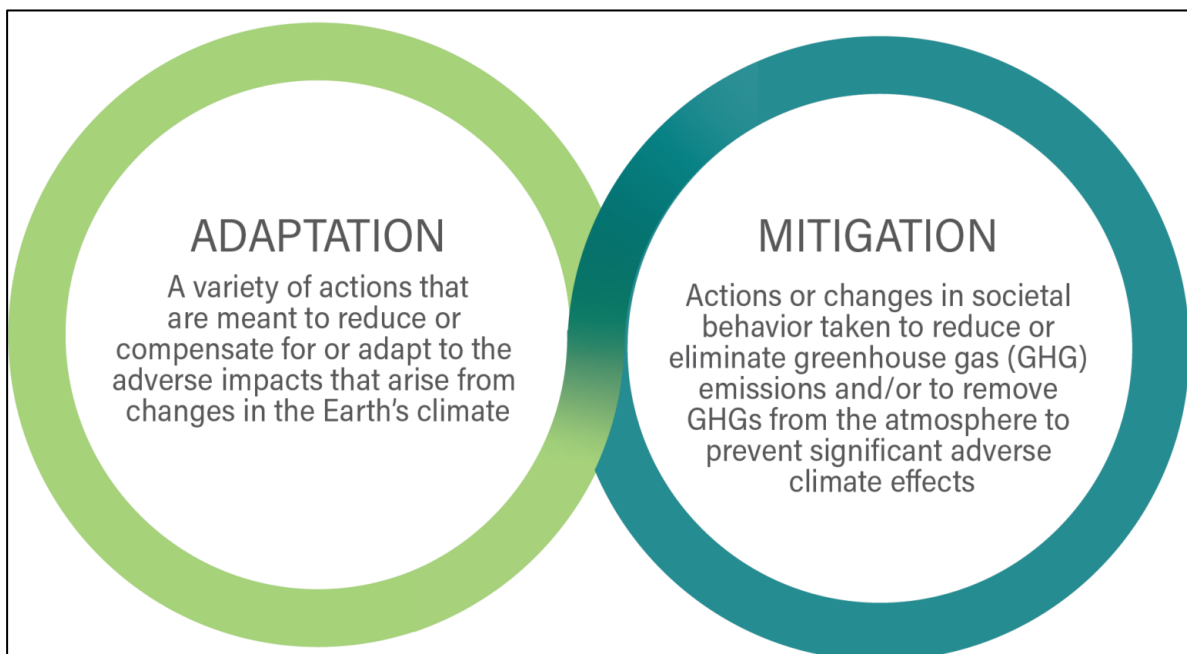 ADAPTATION
A variety of actions that
are meant to reduce or
compensate for or adapt to the
adverse impacts that arise from
changes in the Earth's climate
MITIGATION
Actions or changes in societal
behavior taken to reduce or
eliminate greenhouse gas (GHG)
emissions and/or to remove
GHGs from the atmosphere to
prevent significant adverse
climate effects